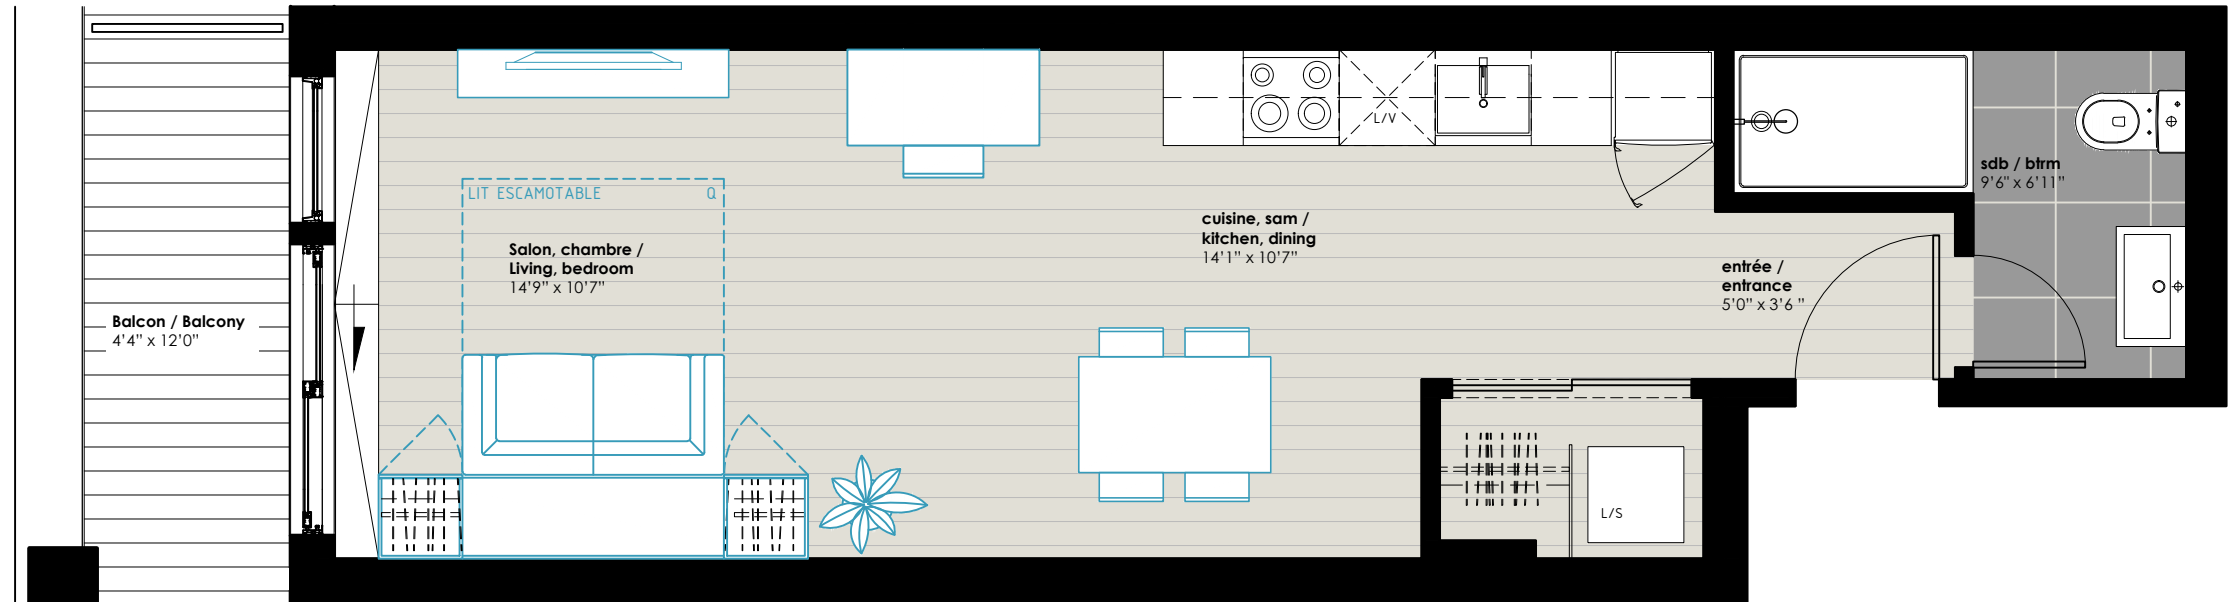 LIT ESCAMOTABLE Q
Salon, chambre /
Living, bedroom
14'9" x 10'7"
Balcon / Balcony
4'4" x 12'0"
L/V
cuisine, sam /
kitchen, dining
14'1" x 10'7"
entrée /
entrance
5'0" x 3'6 "
sdb / btrm
9'6" x 6'11"
L/S